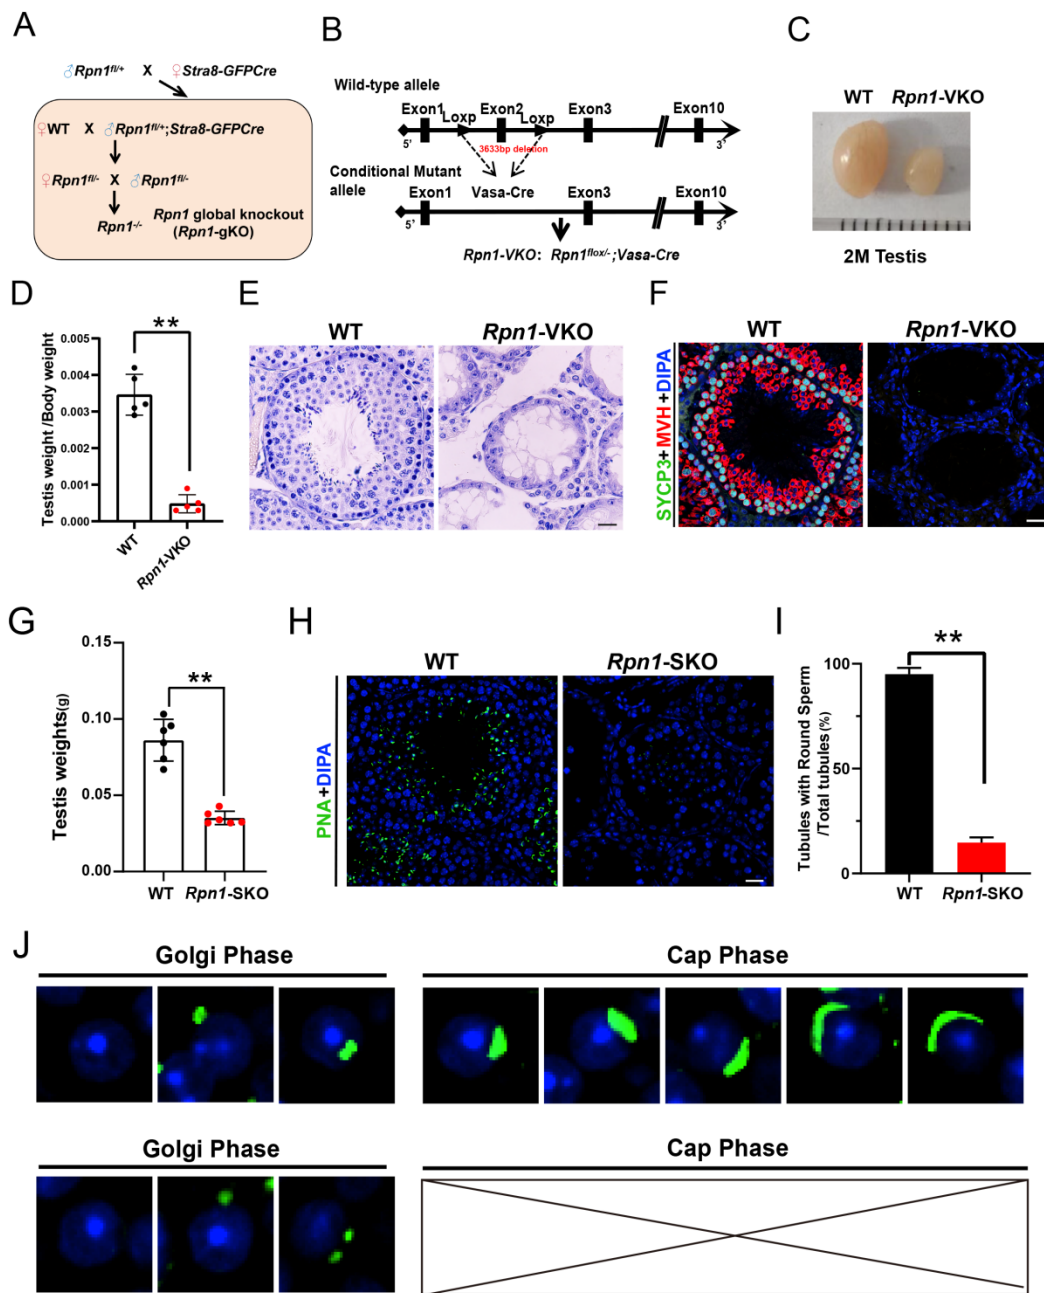 A
♂Rpn1fl/+ X ♀Stra8-GFPCre
♀WT X ♂Rpn1fl/+;Stra8-GFPCre
♀Rpn1fl/- X ♂Rpn1fl/-
Rpn1-/- Rpn1 global knockout
(Rpn1-gKO)
B
Wild-type allele
Exon1 Loxp Exon2 Loxp Exon3 Exon10
5’ 3633bp deletion 3’
Conditional Mutant
allele
Exon1 Vasa-Cre Exon3 Exon10
5’ 3’
Rpn1-VKO: Rpn1flox/-;Vasa-Cre
C
WT Rpn1-VKO
2M Testis
D
Testis weight /Body weight
0.005
0.004
0.003
0.002
0.001
0.000
**
WT
Rpn1-VKO
E
WT Rpn1-VKO
F
WT Rpn1-VKO
SYCP3+MVH+DIPA
G
Testis weights(g)
0.15
0.10
0.05
0.00
**
WT Rpn1-SKO
H
WT Rpn1-SKO
PNA+DIPA
I
Tubules with Round Sperm
/Total tubules(%)
100
50
0
**
WT Rpn1-SKO
J
Golgi Phase Cap Phase
Golgi Phase Cap Phase